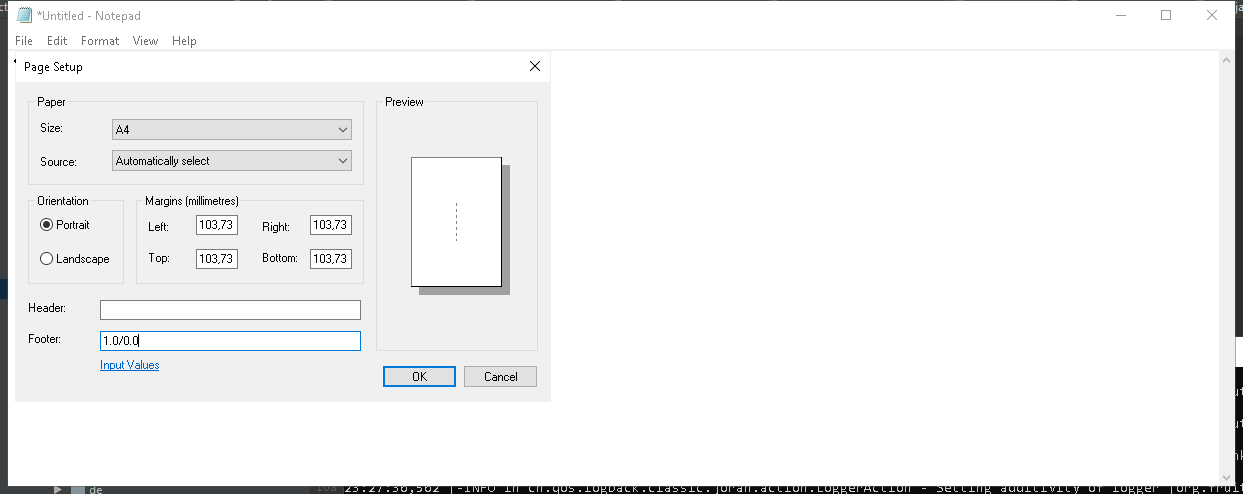 *Untitled - Notepad
File Edit Format View Help
Page Setup
Paper
Size: A4
Source: Automatically select
Preview
Orientation
Portrait
Landscape
Margins (millimetres)
Left: 103,73 Right: 103,73
Top: 103,73 Bottom: 103,73
Header:
Footer: 1.0/0.0
Input Values
OK Cancel
de
23:27:36,562 |-INFO in ch.qos.logback.classic.joran.action.LoggerAction - Setting additivity of logger